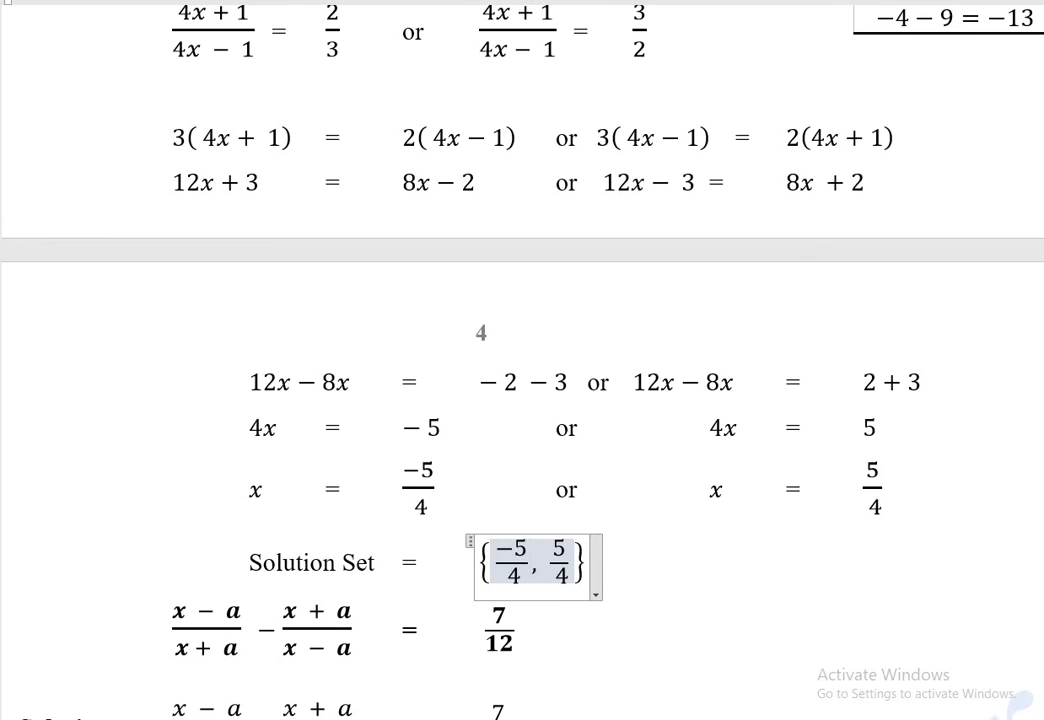 4x + 1 / 4x − 1 = 2 / 3 or 4x + 1 / 4x − 1 = 3 / 2
−4 − 9 = −13
3( 4x + 1) = 2( 4x − 1) or 3( 4x − 1) = 2(4x + 1)
12x + 3 = 8x − 2 or 12x − 3 = 8x + 2
4
12x − 8x = − 2 − 3 or 12x − 8x = 2 + 3
4x = − 5 or 4x = 5
x = −5 / 4 or x = 5 / 4
Solution Set = {−5 / 4, 5 / 4}
x − a / x + a − x + a / x − a = 7 / 12
Activate Windows
Go to Settings to activate Windows.
x − a x + a 7